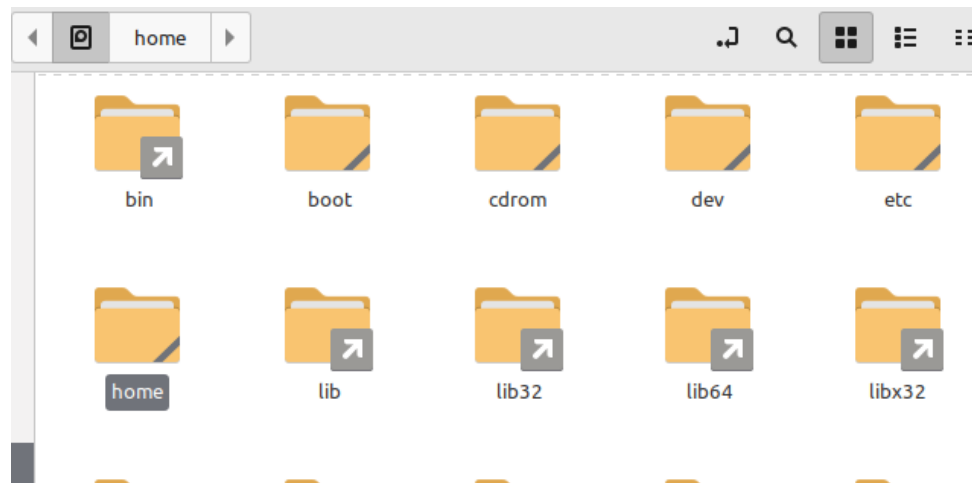 home
bin boot cdrom dev etc
home lib lib32 lib64 libx32